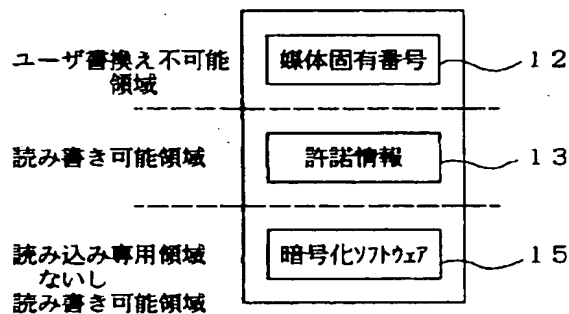 ユーザ書換え不可能
領域
媒体固有番号
12
読み書き可能領域
許諾情報
13
読み込み専用領域
ないし
読み書き可能領域
暗号化ソフトウェア
15